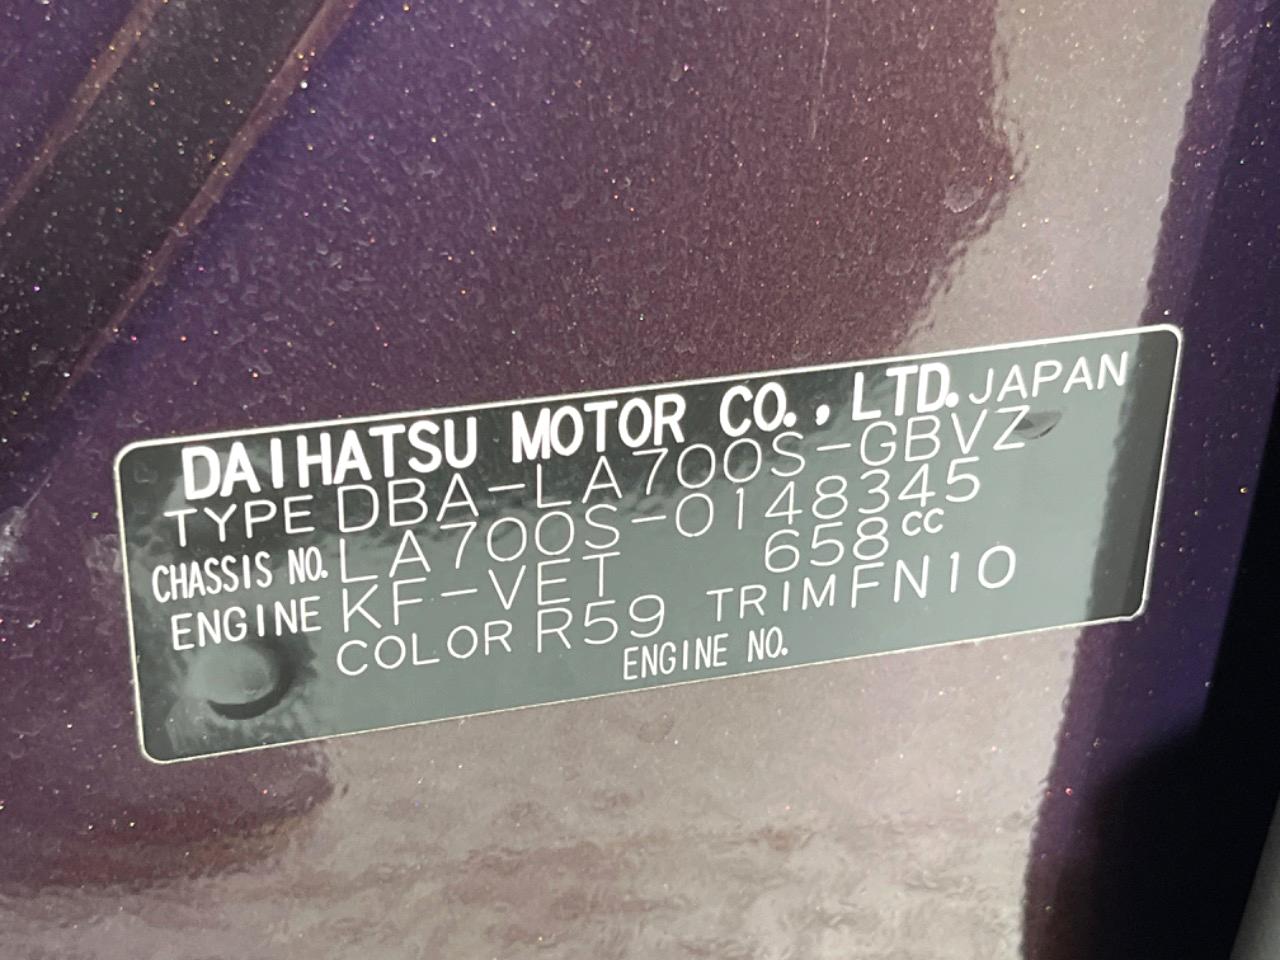 DAIHATSU MOTOR CO., LTD. JAPAN
TYPE DBA-LA700S-GBVZ
CHASSIS NO. LA700S-0148345
ENGINE KF-VET 658cc
COLOR R59 TRIM FN10
ENGINE NO.